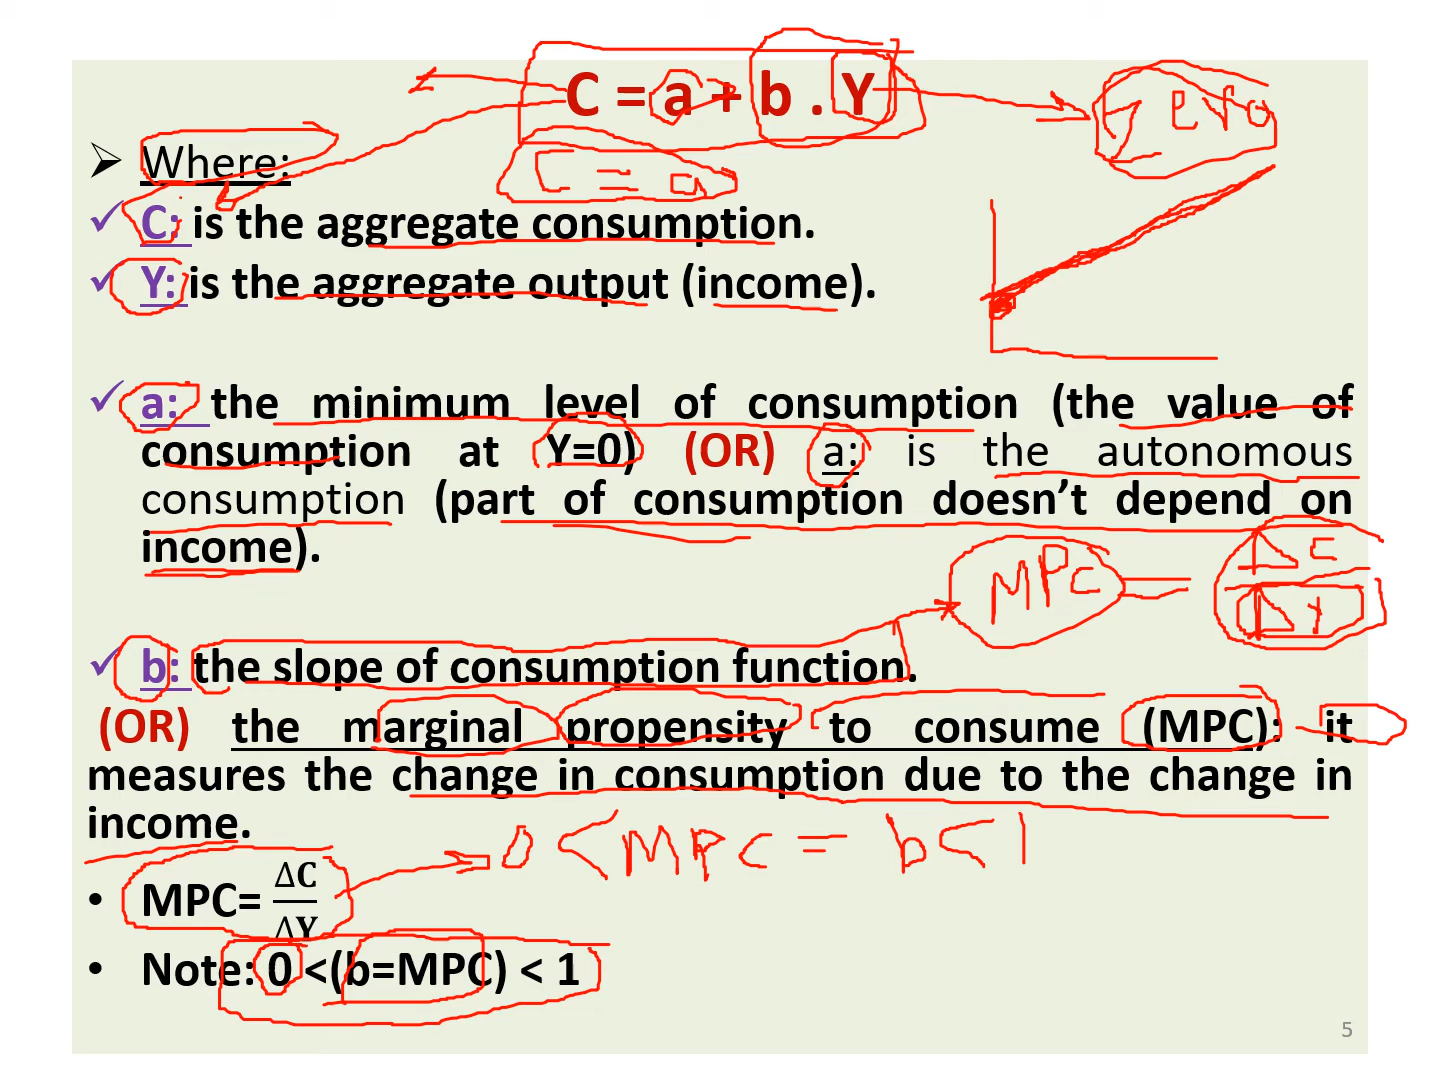 C = a + b . Y
zero
Where:
C = a
C: is the aggregate consumption.
Y: is the aggregate output (income).
a: the minimum level of consumption (the value of
consumption at Y=0) (OR) a: is the autonomous
consumption (part of consumption doesn’t depend on
income).
MPC = ΔC
ΔY
b: the slope of consumption function.
(OR) the marginal propensity to consume (MPC): it
measures the change in consumption due to the change in
income.
0 < MPC = b < 1
• MPC= ΔC
ΔY
• Note: 0 <(b=MPC) < 1
5